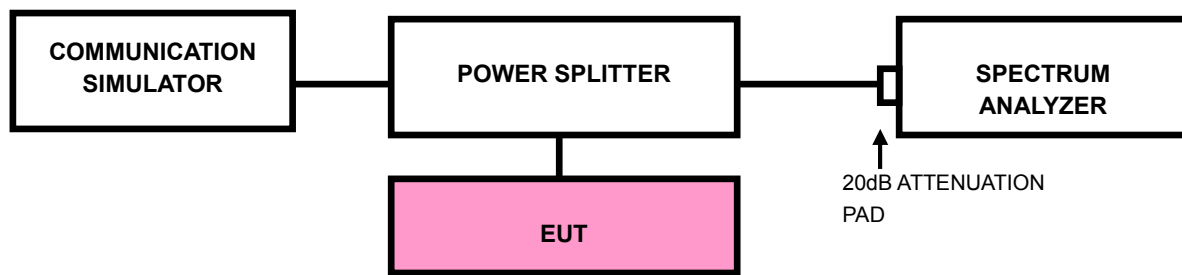 COMMUNICATION
SIMULATOR
POWER SPLITTER
SPECTRUM
ANALYZER
20dB ATTENUATION
PAD
EUT